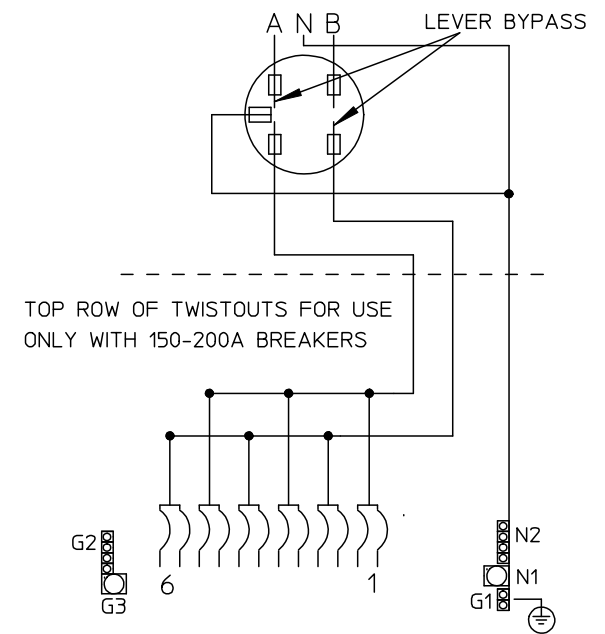 A N B
LEVER BYPASS
TOP ROW OF TWISTOUTS FOR USE
ONLY WITH 150-200A BREAKERS
G2
N2
6
1
N1
G3
G1